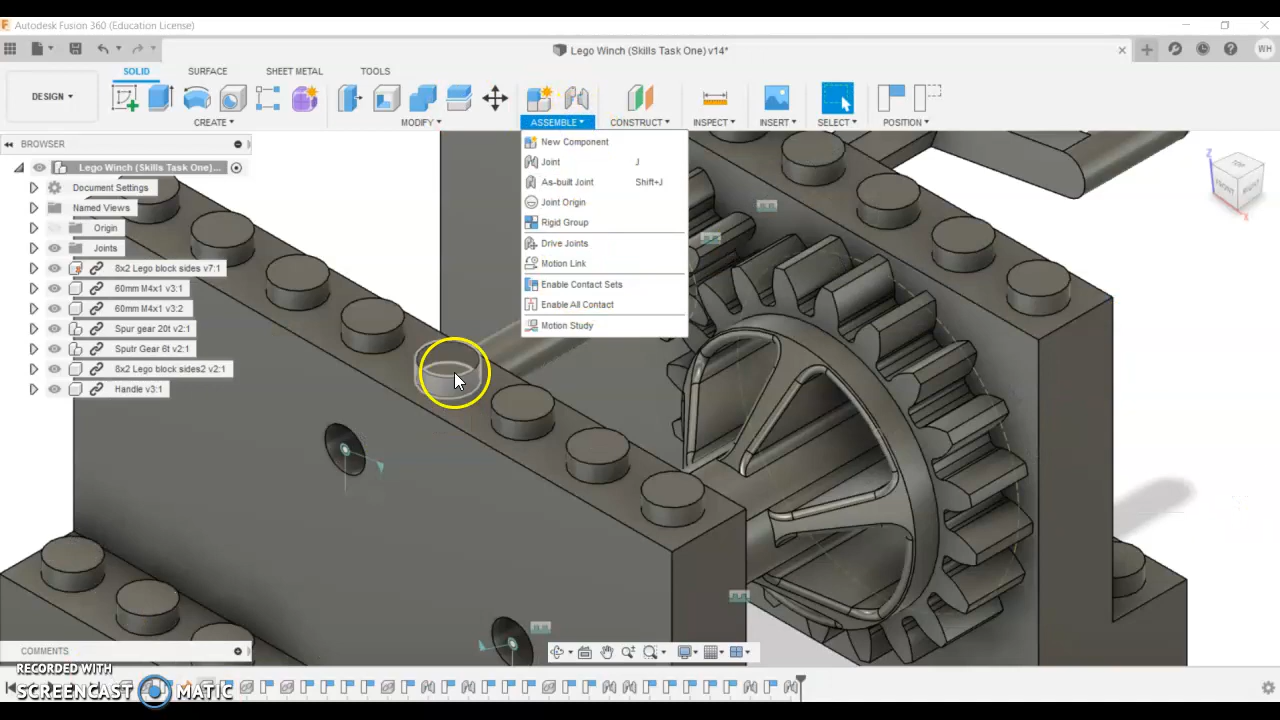 Autodesk Fusion 360 (Education License)
Lego Winch (Skills Task One) v14*
WH
SOLID SURFACE SHEET METAL TOOLS
DESIGN
CREATE MODIFY ASSEMBLE CONSTRUCT INSPECT INSERT SELECT POSITION
BROWSER
Lego Winch (Skills Task One)...
Document Settings
Named Views
Origin
Joints
8x2 Lego block sides v7:1
60mm M4x1 v3:1
60mm M4x1 v3:2
Spur gear 20t v2:1
Sputr Gear 6t v2:1
8x2 Lego block sides2 v2:1
Handle v3:1
New Component
Joint J
As-built Joint Shift+J
Joint Origin
Rigid Group
Drive Joints
Motion Link
Enable Contact Sets
Enable All Contact
Motion Study
TOP
FRONT
RIGHT
Z
X
COMMENTS
RECORDED WITH
SCREENCAST MATIC